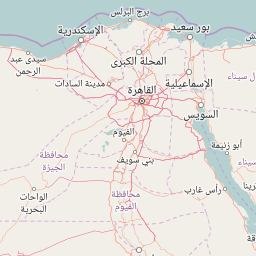 برج البرلس
بور سعيد
الإسكندرية
المحلة الكبرى
سيدى عبد
الرحمن
الإسماعيلية
مدينة السادات
القاهرة
السويس
الفيوم
أبو زنيمة
بني سويف
محافظة
الجيزة
رأس غارب
الواحات
البحرية
محافظة
الفيوم